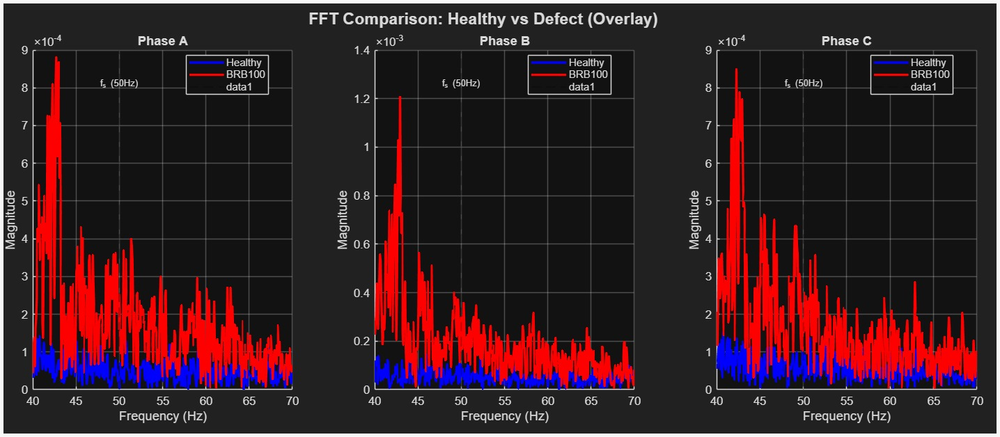 FFT Comparison: Healthy vs Defect (Overlay)
Phase A
×10⁻⁴
9
8
7
6
5
4
3
2
1
0
Magnitude
40 45 50 55 60 65 70
Frequency (Hz)
fₛ (50Hz)
Healthy
BRB100
data1
Phase B
×10⁻³
1.4
1.2
1
0.8
0.6
0.4
0.2
0
Magnitude
40 45 50 55 60 65 70
Frequency (Hz)
fₛ (50Hz)
Healthy
BRB100
data1
Phase C
×10⁻⁴
9
8
7
6
5
4
3
2
1
0
Magnitude
40 45 50 55 60 65 70
Frequency (Hz)
fₛ (50Hz)
Healthy
BRB100
data1